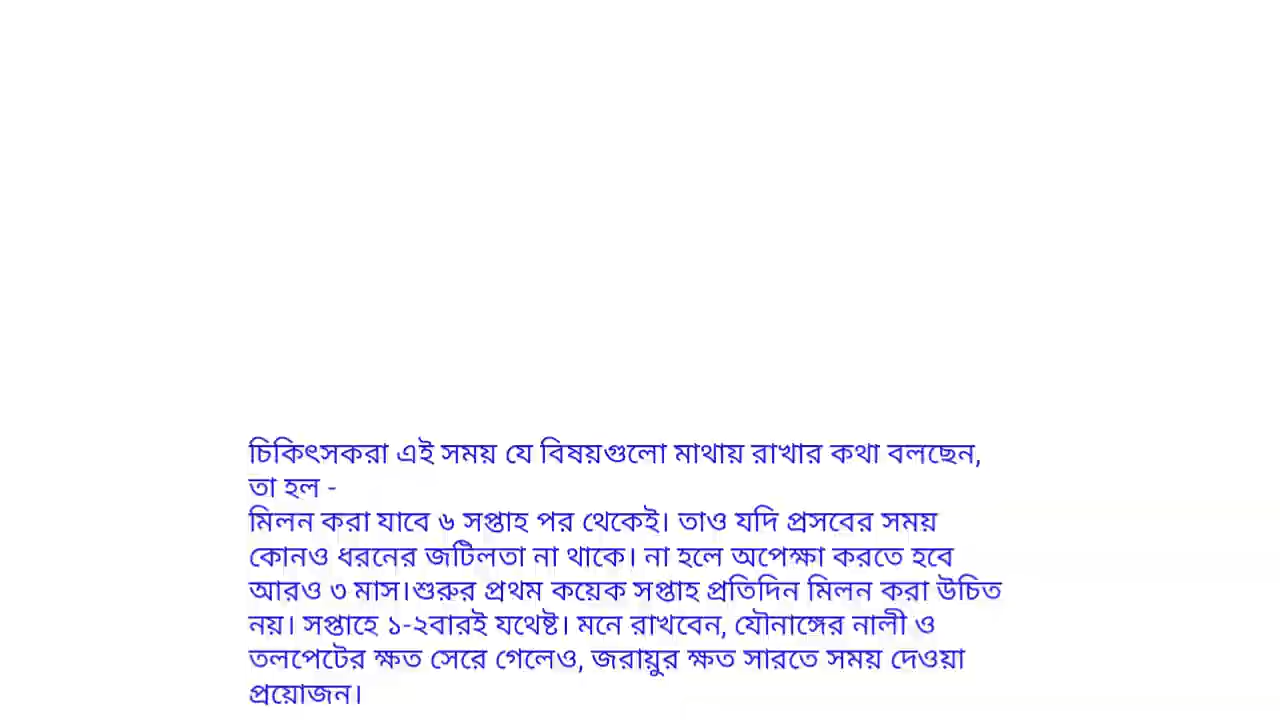 চিকিৎসকরা এই সময় যে বিষয়গুলো মাথায় রাখার কথা বলছেন,
তা হল -
মিলন করা যাবে ৬ সপ্তাহ পর থেকেই। তাও যদি প্রসবের সময়
কোনও ধরনের জটিলতা না থাকে। না হলে অপেক্ষা করতে হবে
আরও ৩ মাস।শুরুর প্রথম কয়েক সপ্তাহ প্রতিদিন মিলন করা উচিত
নয়। সপ্তাহে ১-২বারই যথেষ্ট। মনে রাখবেন, যৌনাঙ্গের নালী ও
তলপেটের ক্ষত সেরে গেলেও, জরায়ুর ক্ষত সারতে সময় দেওয়া
প্রয়োজন।